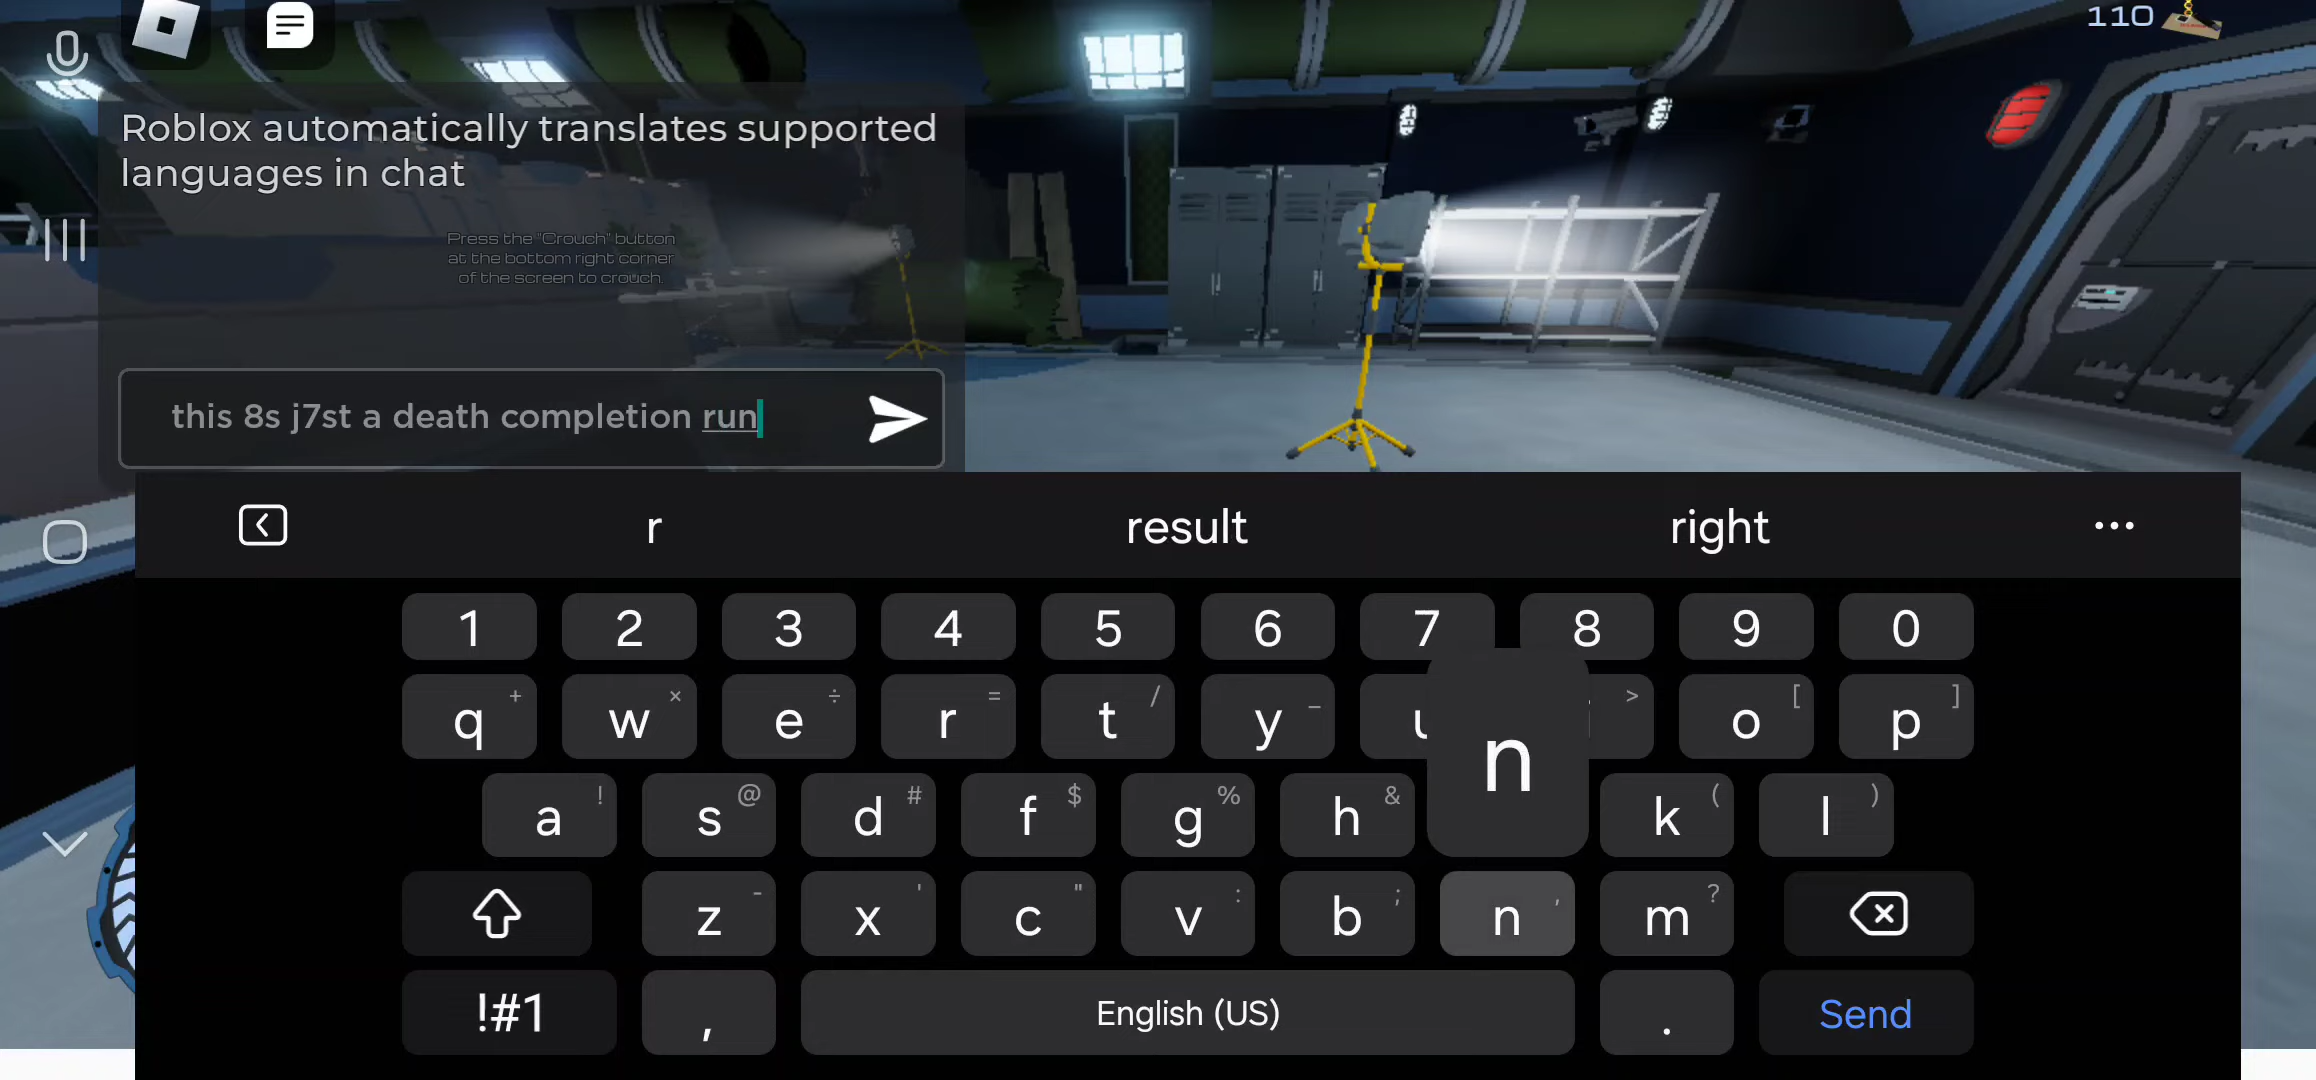 110
Roblox automatically translates supported
languages in chat
Press the "Crouch" button
at the bottom right corner
of the screen to crouch.
this 8s j7st a death completion run
r result right ...
1 2 3 4 5 6 7 8 9 0
q + w × e ÷ r = t / y _ u > o [ p ]
n
a ! s @ d # f $ g % h & k ( l )
z - x ' c " v : b ; n , m ?
!#1 , English (US) . Send